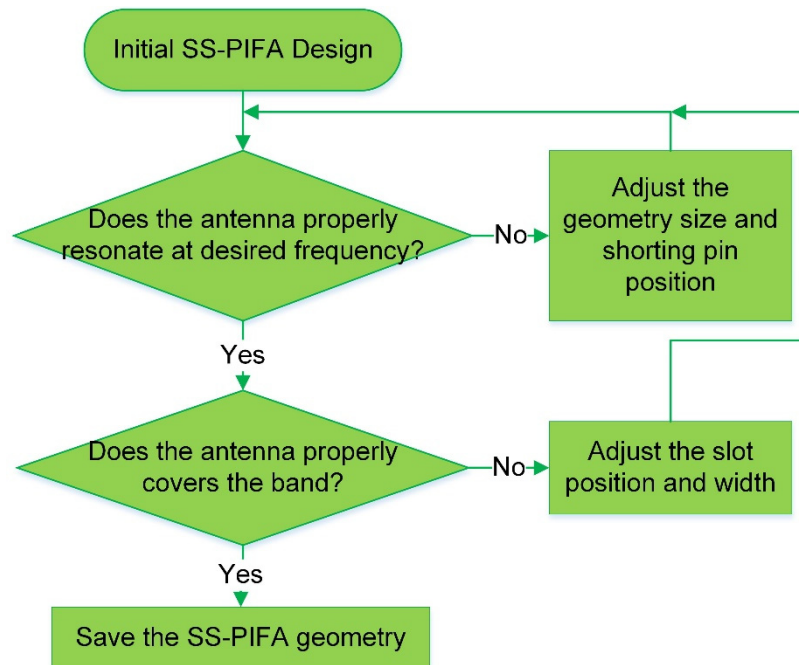 Initial SS-PIFA Design
Does the antenna properly
resonate at desired frequency?
No
Adjust the
geometry size and
shorting pin
position
Yes
Does the antenna properly
covers the band?
No
Adjust the slot
position and width
Yes
Save the SS-PIFA geometry